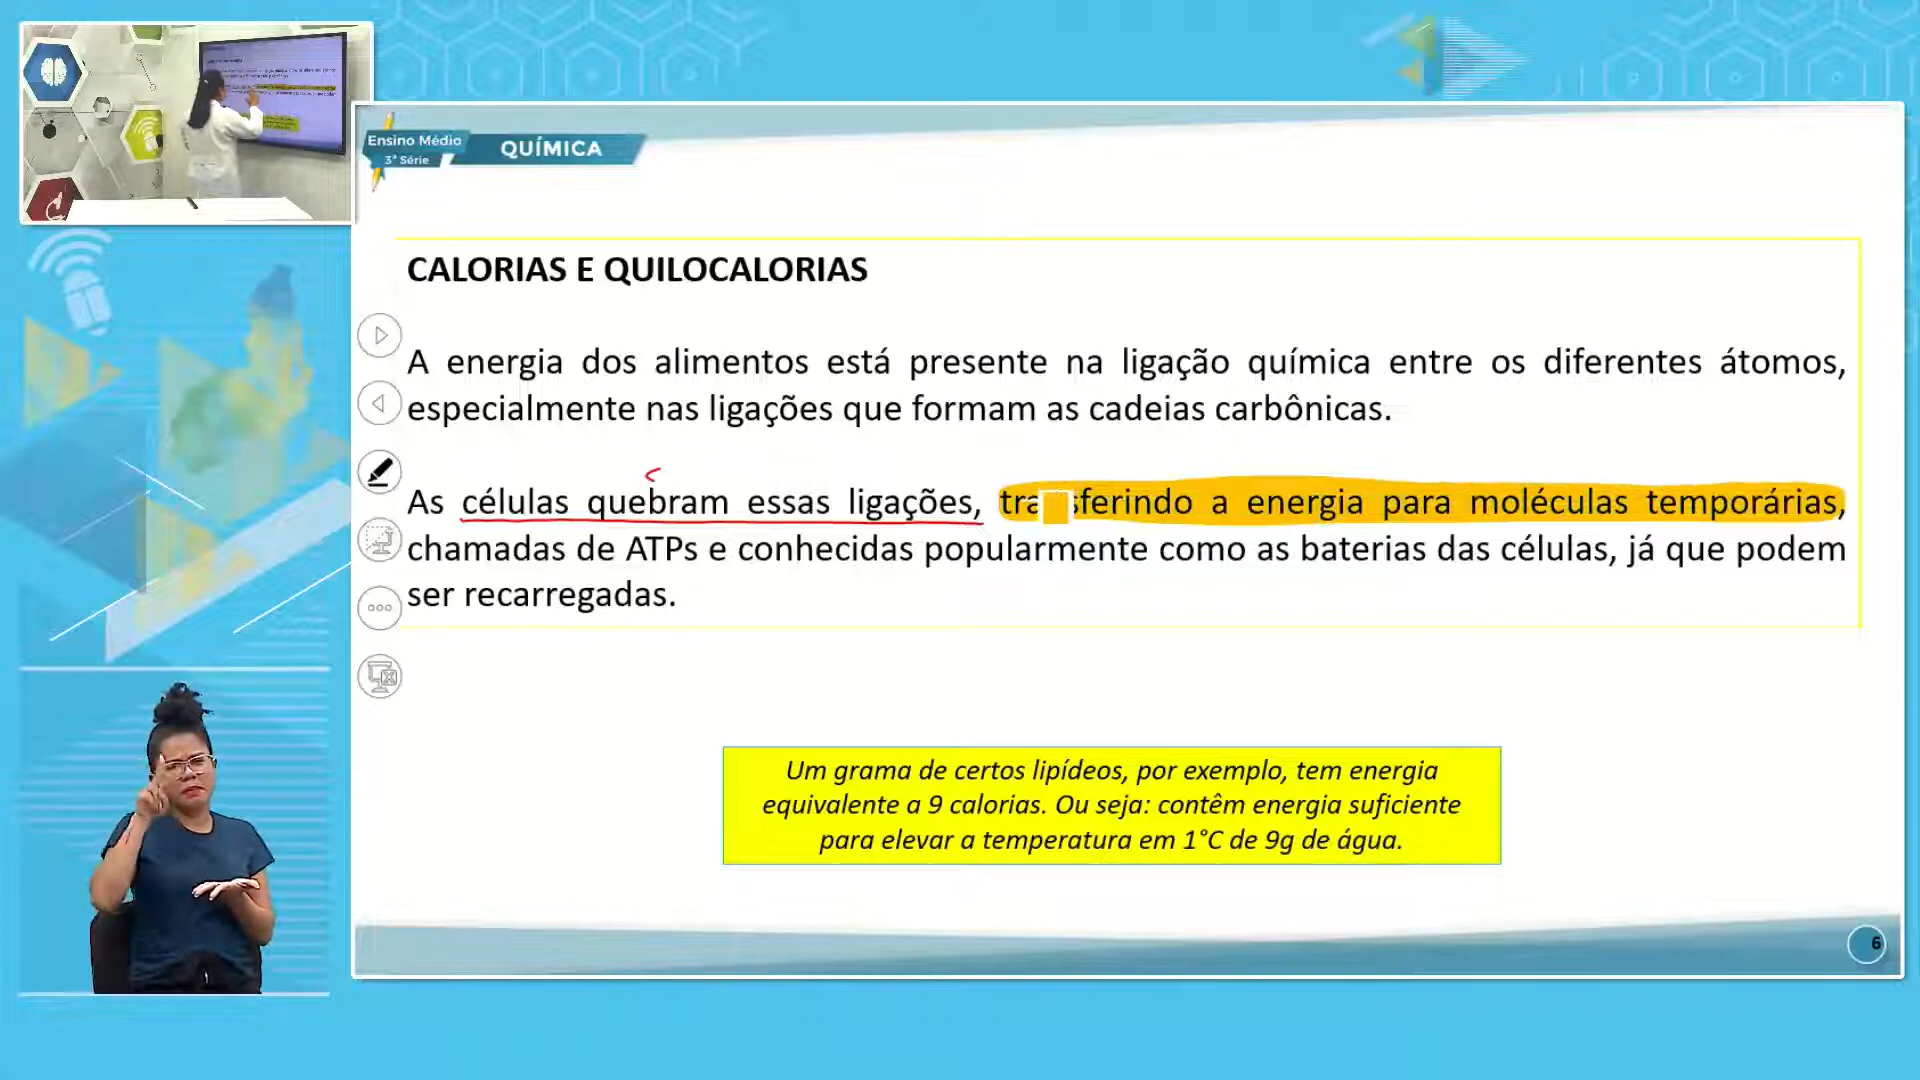 Ensino Médio
3ª Série
QUÍMICA
CALORIAS E QUILOCALORIAS
A energia dos alimentos está presente na ligação química entre os diferentes átomos,
especialmente nas ligações que formam as cadeias carbônicas.
As células quebram essas ligações, transferindo a energia para moléculas temporárias,
chamadas de ATPs e conhecidas popularmente como as baterias das células, já que podem
ser recarregadas.
Um grama de certos lipídeos, por exemplo, tem energia
equivalente a 9 calorias. Ou seja: contêm energia suficiente
para elevar a temperatura em 1°C de 9g de água.
6